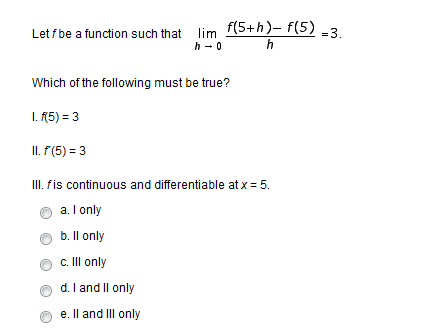 Let f be a function such that lim h→0 f(5+h)– f(5) / h =3.
Which of the following must be true?
I. f(5) = 3
II. f'(5) = 3
III. f is continuous and differentiable at x = 5.
a. I only
b. II only
c. III only
d. I and II only
e. II and III only